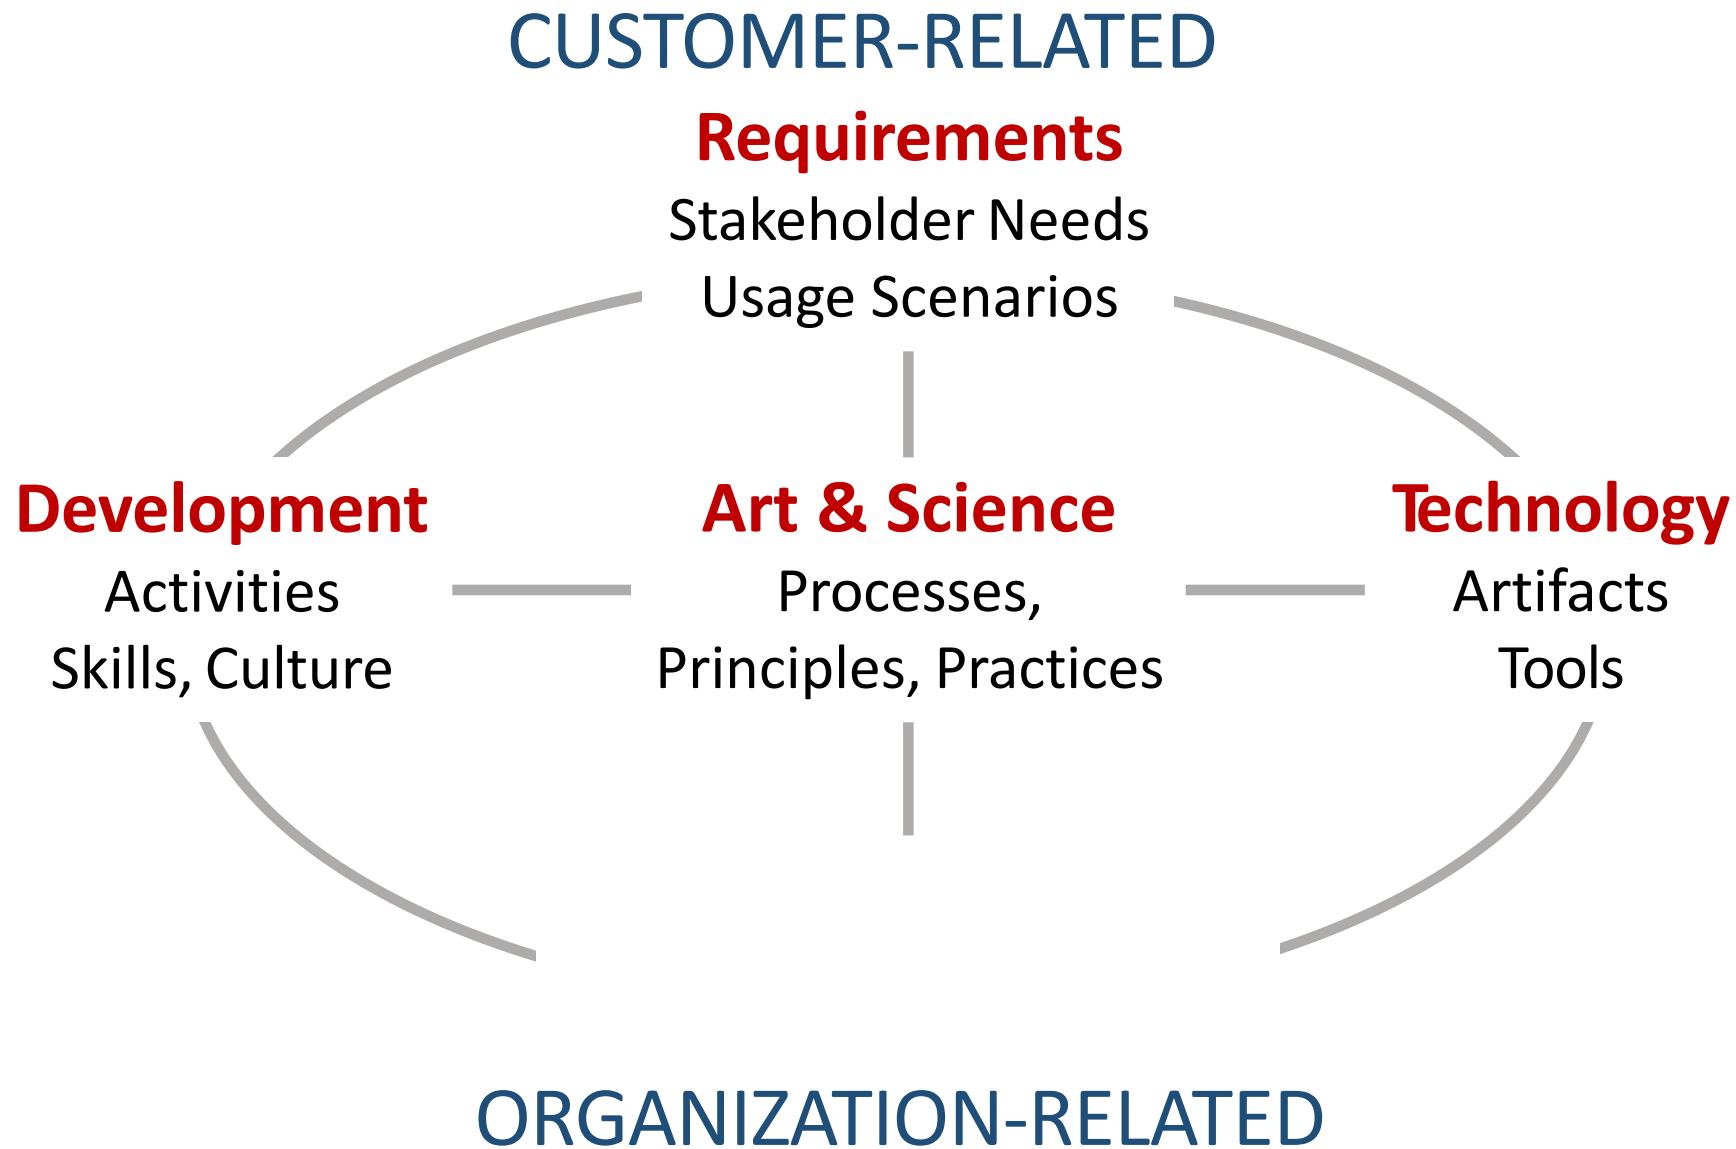 CUSTOMER-RELATED
Requirements
Stakeholder Needs
Usage Scenarios
Development
Activities
Skills, Culture
Art & Science
Processes,
Principles, Practices
Technology
Artifacts
Tools
ORGANIZATION-RELATED